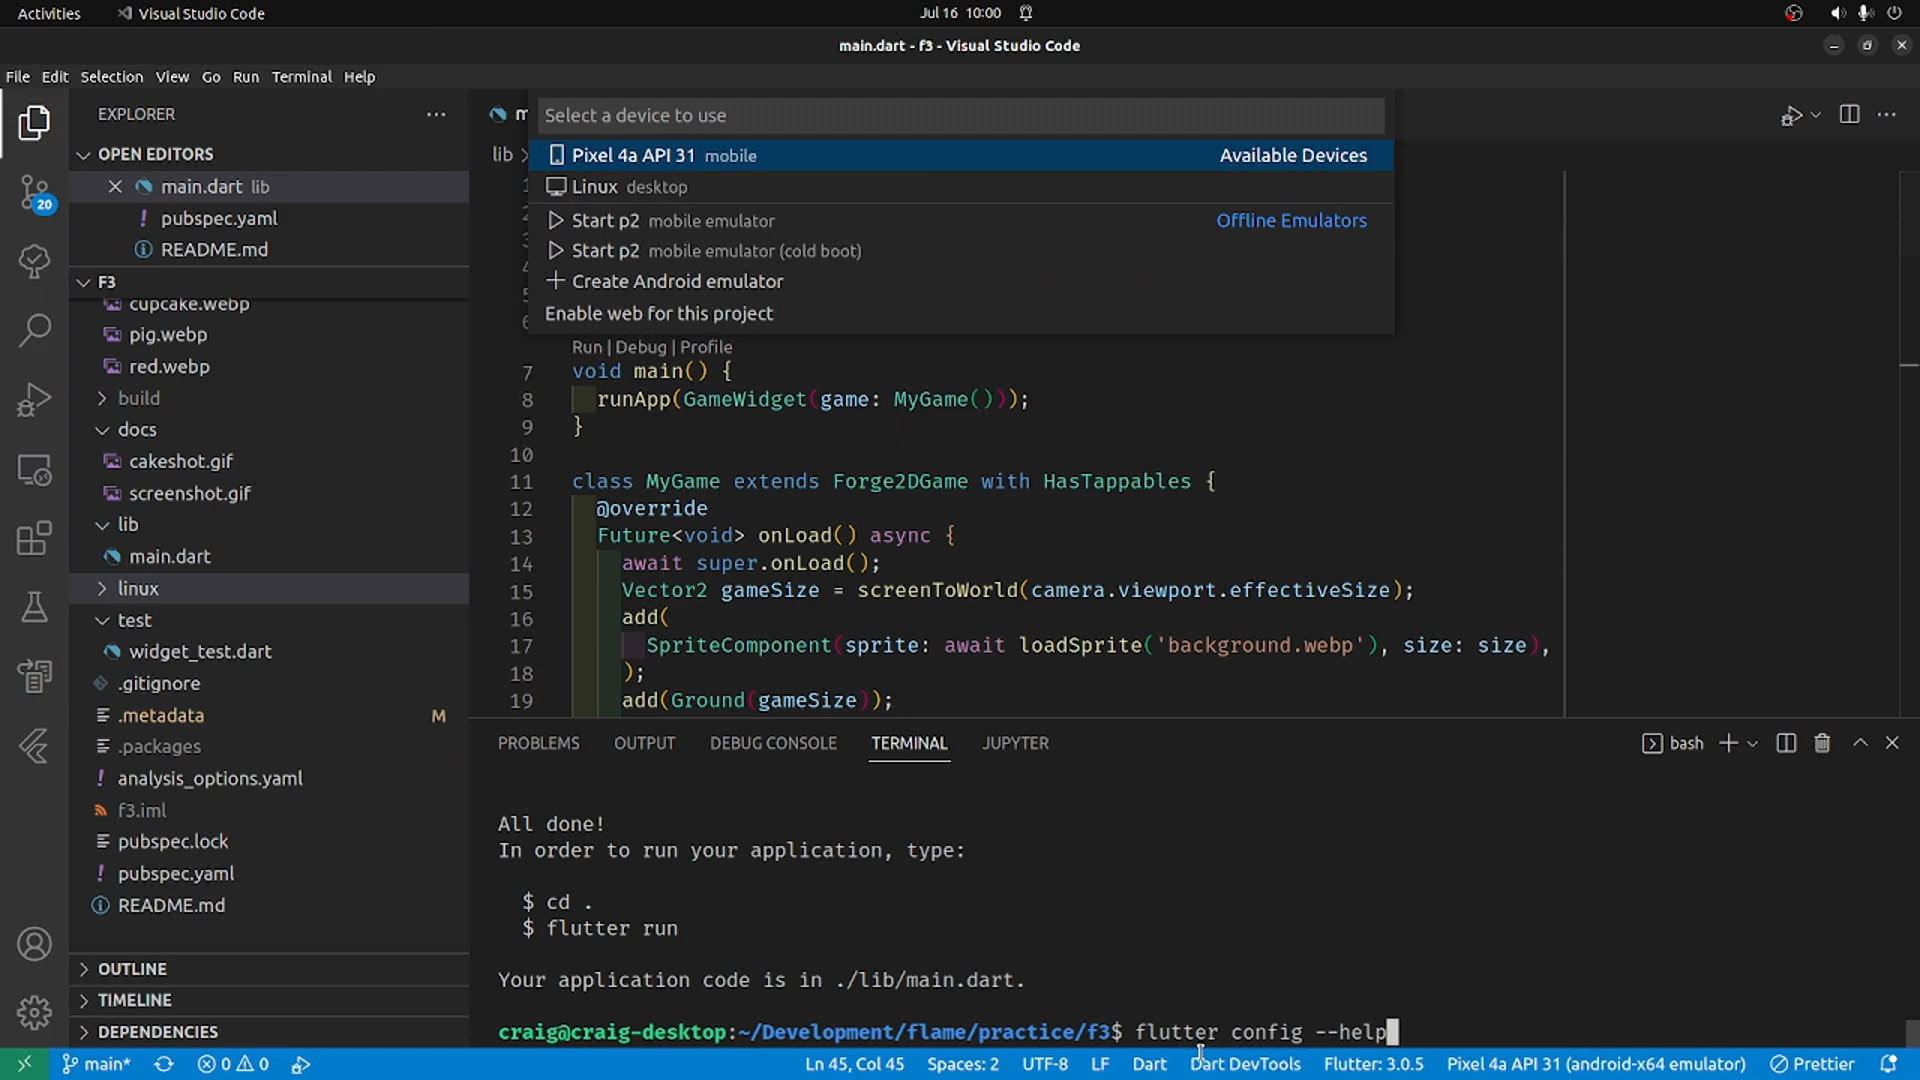 Activities
Visual Studio Code
Jul 16 10:00
main.dart - f3 - Visual Studio Code
File Edit Selection View Go Run Terminal Help
EXPLORER
OPEN EDITORS
main.dart lib
pubspec.yaml
README.md
F3
cupcake.webp
pig.webp
red.webp
build
docs
cakeshot.gif
screenshot.gif
lib
main.dart
linux
test
widget_test.dart
.gitignore
.metadata M
.packages
analysis_options.yaml
f3.iml
pubspec.lock
pubspec.yaml
README.md
OUTLINE
TIMELINE
DEPENDENCIES
20
lib
Select a device to use
Pixel 4a API 31 mobile Available Devices
Linux desktop
Start p2 mobile emulator Offline Emulators
Start p2 mobile emulator (cold boot)
Create Android emulator
Enable web for this project
Run | Debug | Profile
7 void main() {
8 runApp(GameWidget(game: MyGame()));
9 }
10
11 class MyGame extends Forge2DGame with HasTappables {
12 @override
13 Future<void> onLoad() async {
14 await super.onLoad();
15 Vector2 gameSize = screenToWorld(camera.viewport.effectiveSize);
16 add(
17 SpriteComponent(sprite: await loadSprite('background.webp'), size: size),
18 );
19 add(Ground(gameSize));
PROBLEMS OUTPUT DEBUG CONSOLE TERMINAL JUPYTER
bash
All done!
In order to run your application, type:
$ cd .
$ flutter run
Your application code is in ./lib/main.dart.
craig@craig-desktop:~/Development/flame/practice/f3$ flutter config --help
main* 0 0 Ln 45, Col 45 Spaces: 2 UTF-8 LF Dart Dart DevTools Flutter: 3.0.5 Pixel 4a API 31 (android-x64 emulator) Prettier